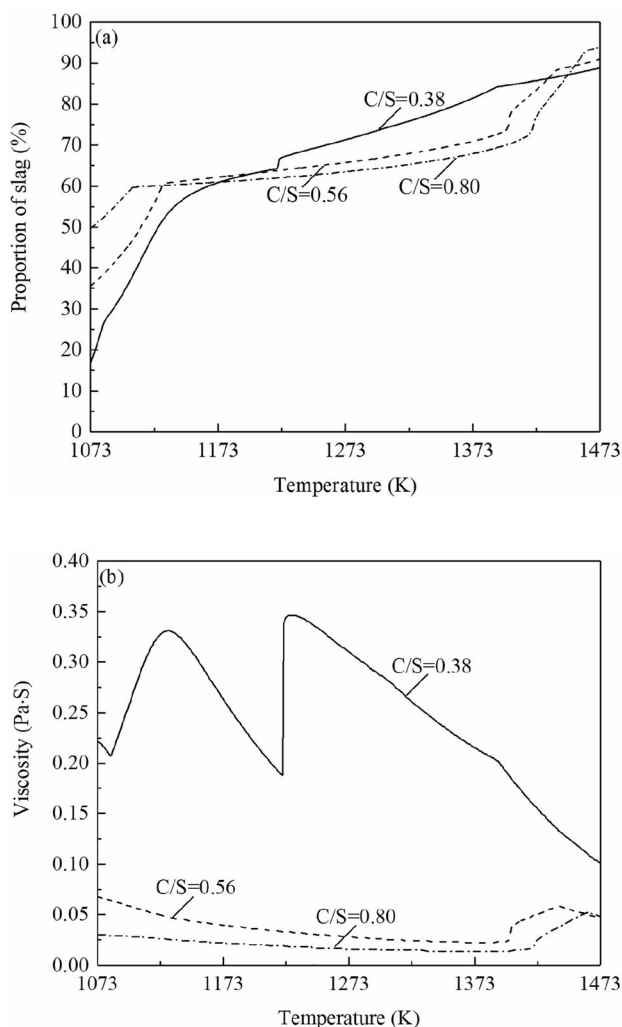 (a)
100
90
80
70
60
50
40
30
20
10
0
Proportion of slag (%)
C/S=0.38
C/S=0.56
C/S=0.80
1073 1173 1273 1373 1473
Temperature (K)
(b)
0.40
0.35
0.30
0.25
0.20
0.15
0.10
0.05
0.00
Viscosity (Pa·S)
C/S=0.38
C/S=0.56
C/S=0.80
1073 1173 1273 1373 1473
Temperature (K)